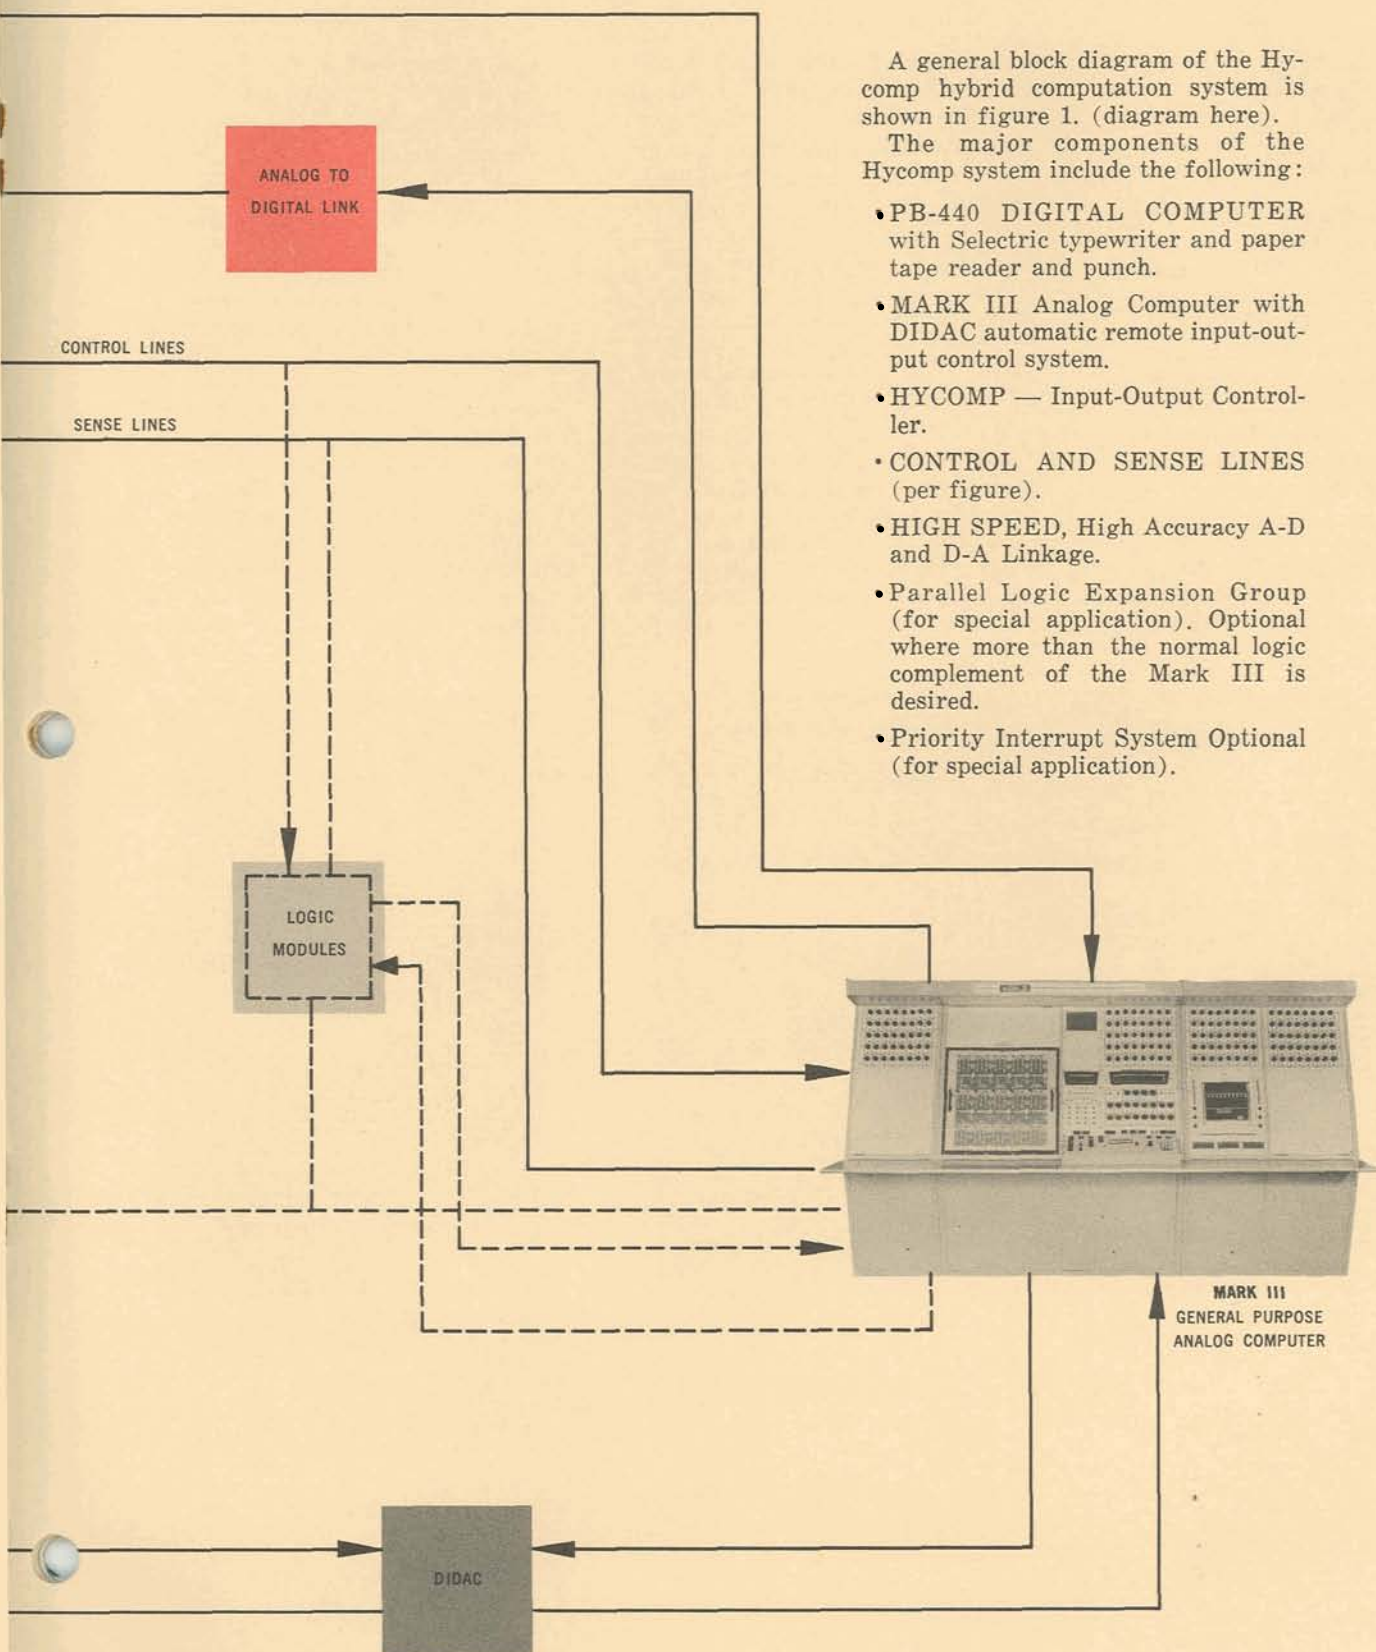 A general block diagram of the Hy-
comp hybrid computation system is
shown in figure 1. (diagram here).
The major components of the
Hycomp system include the following:
•PB-440 DIGITAL COMPUTER
with Selectric typewriter and paper
tape reader and punch.
•MARK III Analog Computer with
DIDAC automatic remote input-out-
put control system.
•HYCOMP — Input-Output Control-
ler.
•CONTROL AND SENSE LINES
(per figure).
•HIGH SPEED, High Accuracy A-D
and D-A Linkage.
•Parallel Logic Expansion Group
(for special application). Optional
where more than the normal logic
complement of the Mark III is
desired.
•Priority Interrupt System Optional
(for special application).
ANALOG TO
DIGITAL LINK
CONTROL LINES
SENSE LINES
LOGIC
MODULES
MARK III
GENERAL PURPOSE
ANALOG COMPUTER
DIDAC